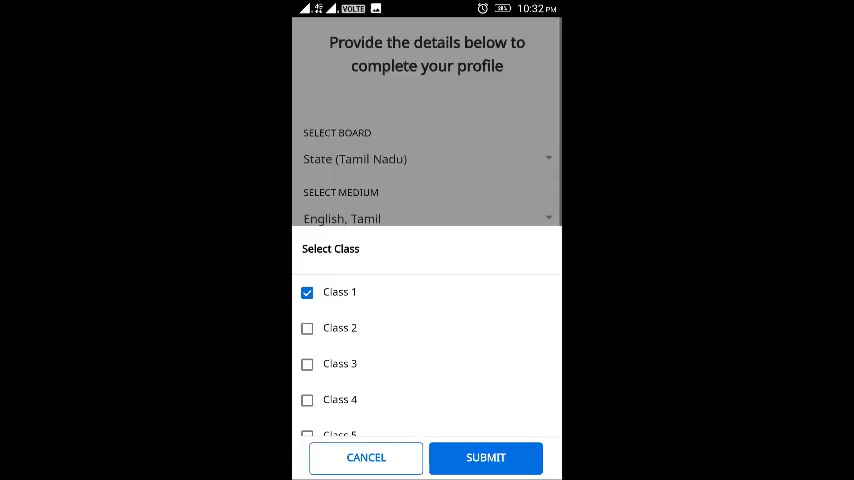 4G VOLTE 10:32 PM
Provide the details below to
complete your profile
SELECT BOARD
State (Tamil Nadu)
SELECT MEDIUM
English, Tamil
Select Class
Class 1
Class 2
Class 3
Class 4
Class 5
CANCEL SUBMIT